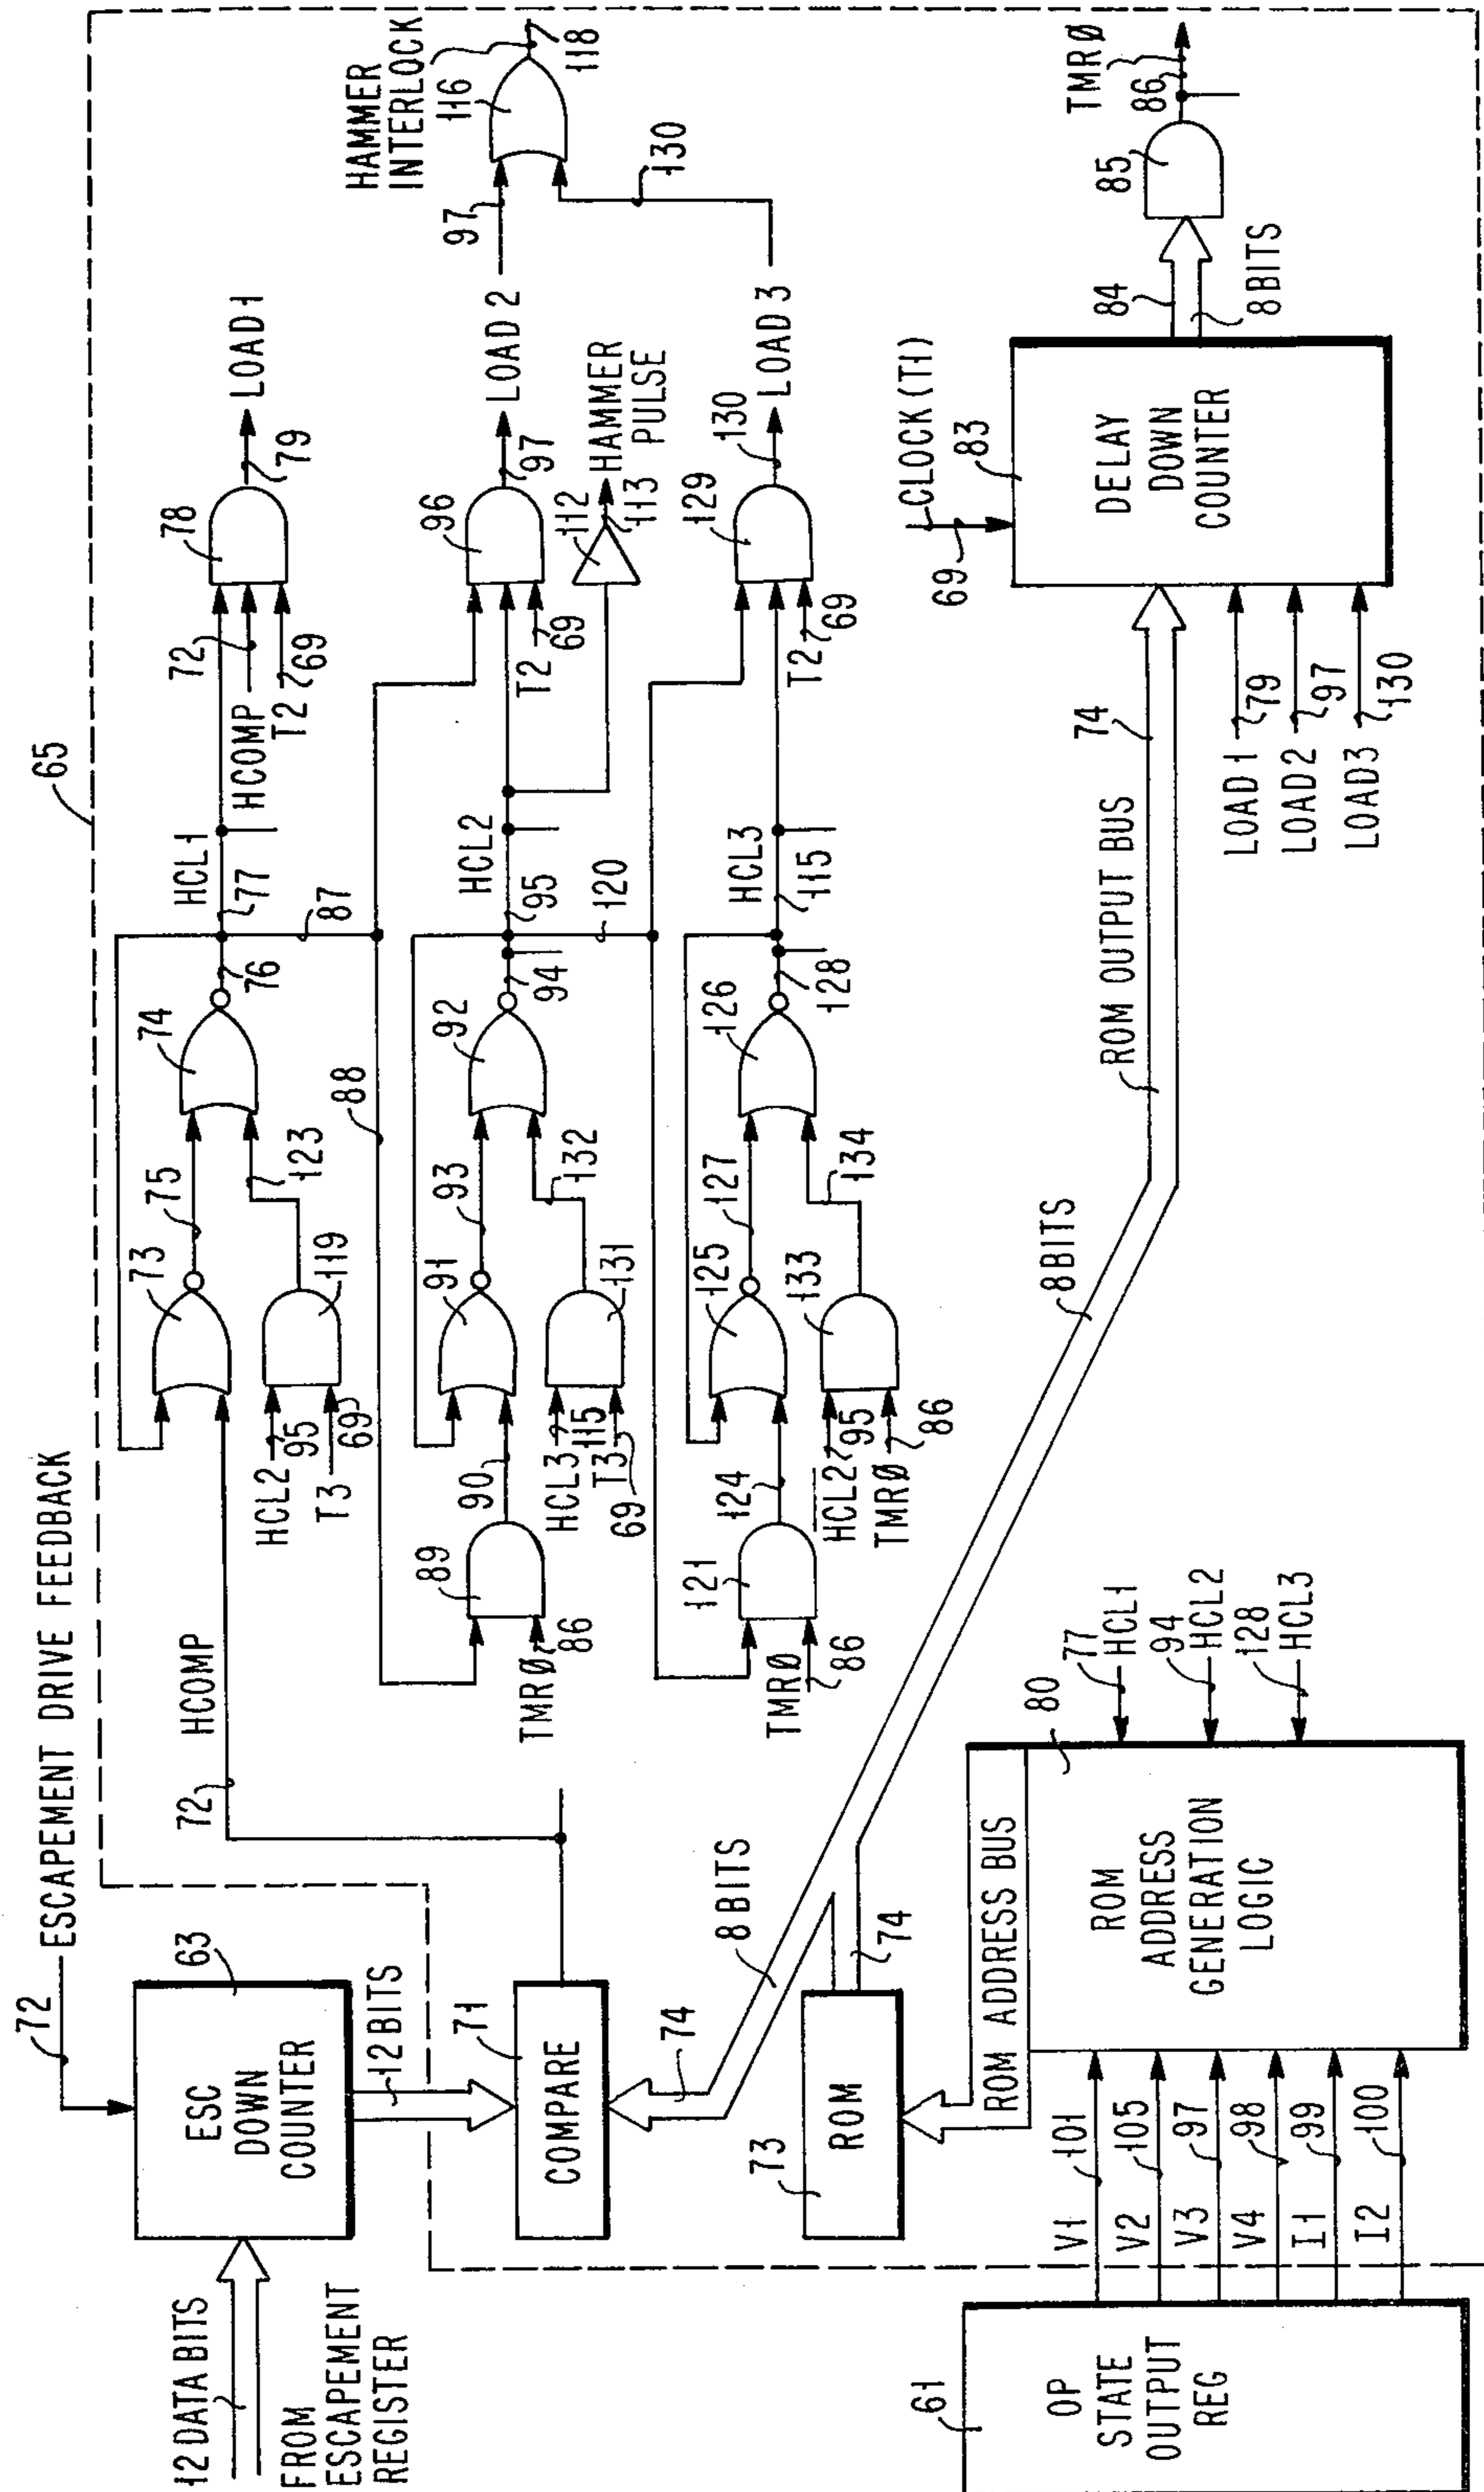 65
72
ESCAPEMENT DRIVE FEEDBACK
12 DATA BITS
FROM
ESCAPEMENT
REGISTER
ESC
DOWN
COUNTER
63
12 BITS
71
COMPARE
74
8 BITS
73
ROM
74
ROM ADDRESS BUS
80
ROM
ADDRESS
GENERATION
LOGIC
77
HCL1
94
HCL2
128
HCL3
61
OP
STATE
OUTPUT
REG
V1
101
V2
105
V3
97
V4
98
I1
99
I2
100
72
HCOMP
73
75
74
76
HCL1
77
87
HCL2
95
T3
69
119
123
72
HCOMP
T2
69
78
79
LOAD 1
88
89
TMRØ
86
90
91
93
92
94
HCL2
95
120
HCL3
115
T3
69
131
132
T2
69
96
97
LOAD 2
112
113
HAMMER
PULSE
121
TMRØ
86
124
125
127
126
128
HCL3
115
HCL2
95
TMRØ
86
133
134
T2
69
129
130
LOAD 3
97
130
HAMMER
INTERLOCK
116
118
8 BITS
ROM OUTPUT BUS
74
LOAD1
79
LOAD2
97
LOAD3
130
69
CLOCK (T1)
83
DELAY
DOWN
COUNTER
84
8 BITS
85
TMRØ
86